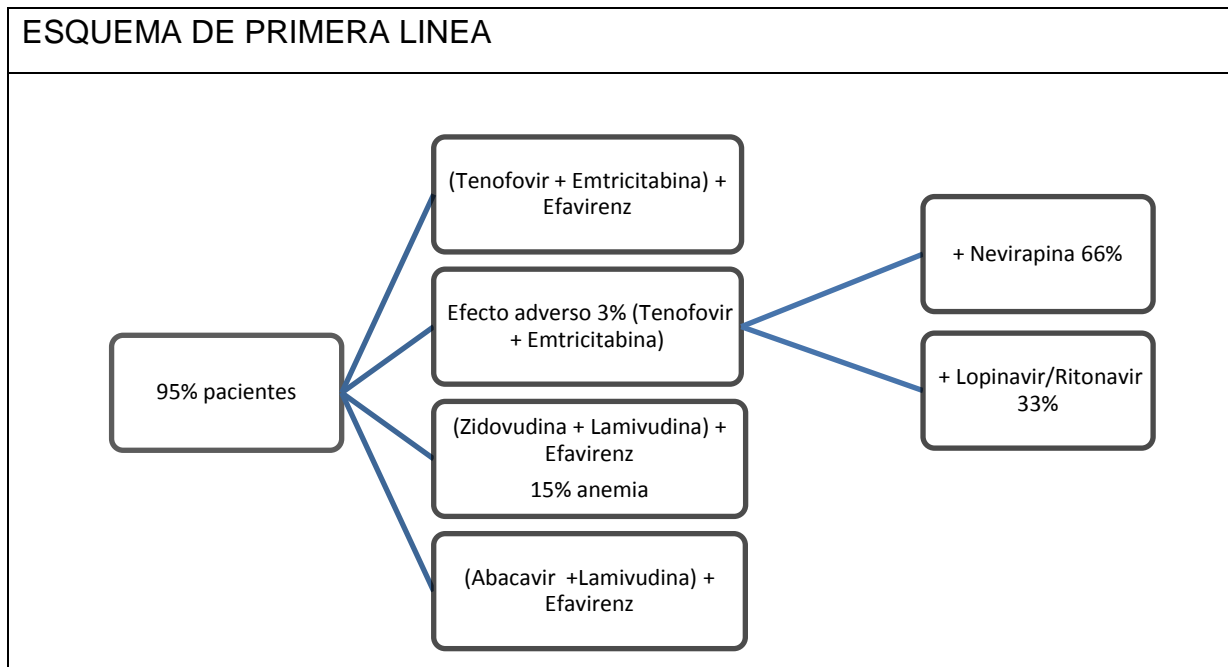 ESQUEMA DE PRIMERA LINEA
95% pacientes
(Tenofovir + Emtricitabina) +
Efavirenz
Efecto adverso 3% (Tenofovir
+ Emtricitabina)
(Zidovudina + Lamivudina) +
Efavirenz
15% anemia
(Abacavir +Lamivudina) +
Efavirenz
+ Nevirapina 66%
+ Lopinavir/Ritonavir
33%